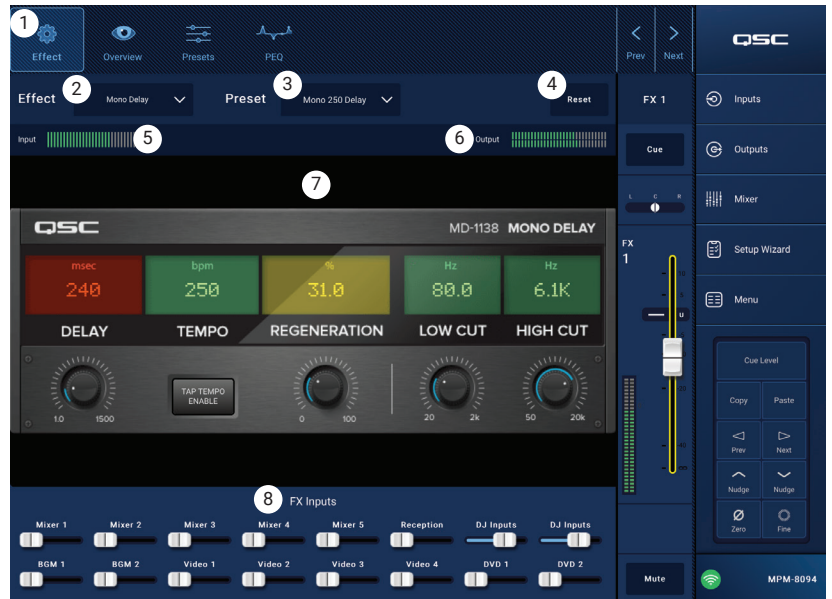 1
Effect
Overview
Presets
PEQ
Prev
Next
QSC
Effect
2
Mono Delay
Preset
3
Mono 250 Delay
4
Reset
FX 1
Inputs
Input
5
6
Output
Cue
Outputs
7
L C R
Mixer
QSC
MD-1138 MONO DELAY
FX
1
Setup Wizard
msec
240
bpm
250
%
31.0
Hz
80.0
Hz
6.1K
10
5
U
Menu
DELAY
TEMPO
REGENERATION
LOW CUT
HIGH CUT
TAP TEMPO
ENABLE
1.0 1500
0 100
20 2k
50 20k
20
40
Cue Level
Copy
Paste
Prev
Next
Nudge
Nudge
Zero
Fine
8
FX Inputs
Mixer 1
Mixer 2
Mixer 3
Mixer 4
Mixer 5
Reception
DJ Inputs
DJ Inputs
BGM 1
BGM 2
Video 1
Video 2
Video 3
Video 4
DVD 1
DVD 2
Mute
MPM-8094